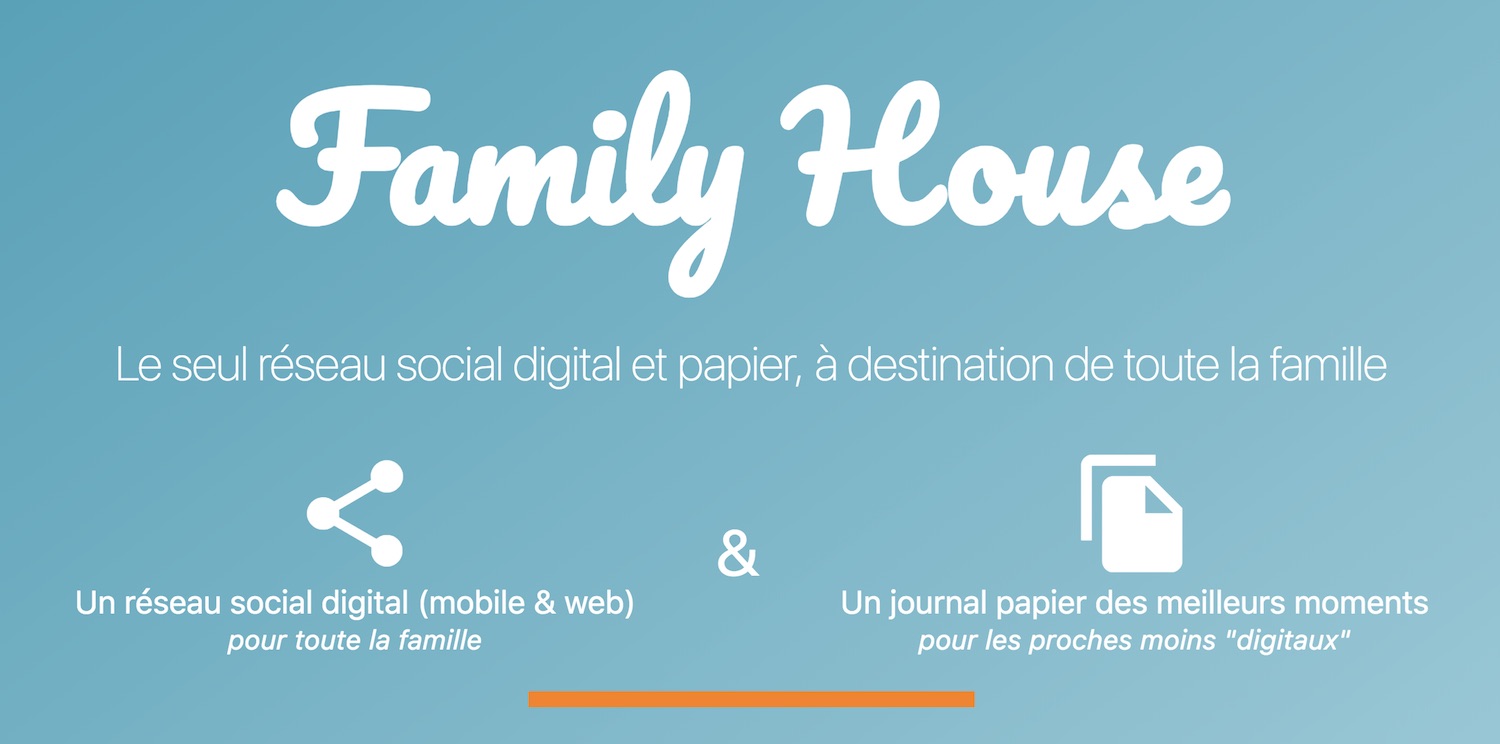 Family House
Le seul réseau social digital et papier, à destination de toute la famille
&
Un réseau social digital (mobile & web)
pour toute la famille
Un journal papier des meilleurs moments
pour les proches moins "digitaux"